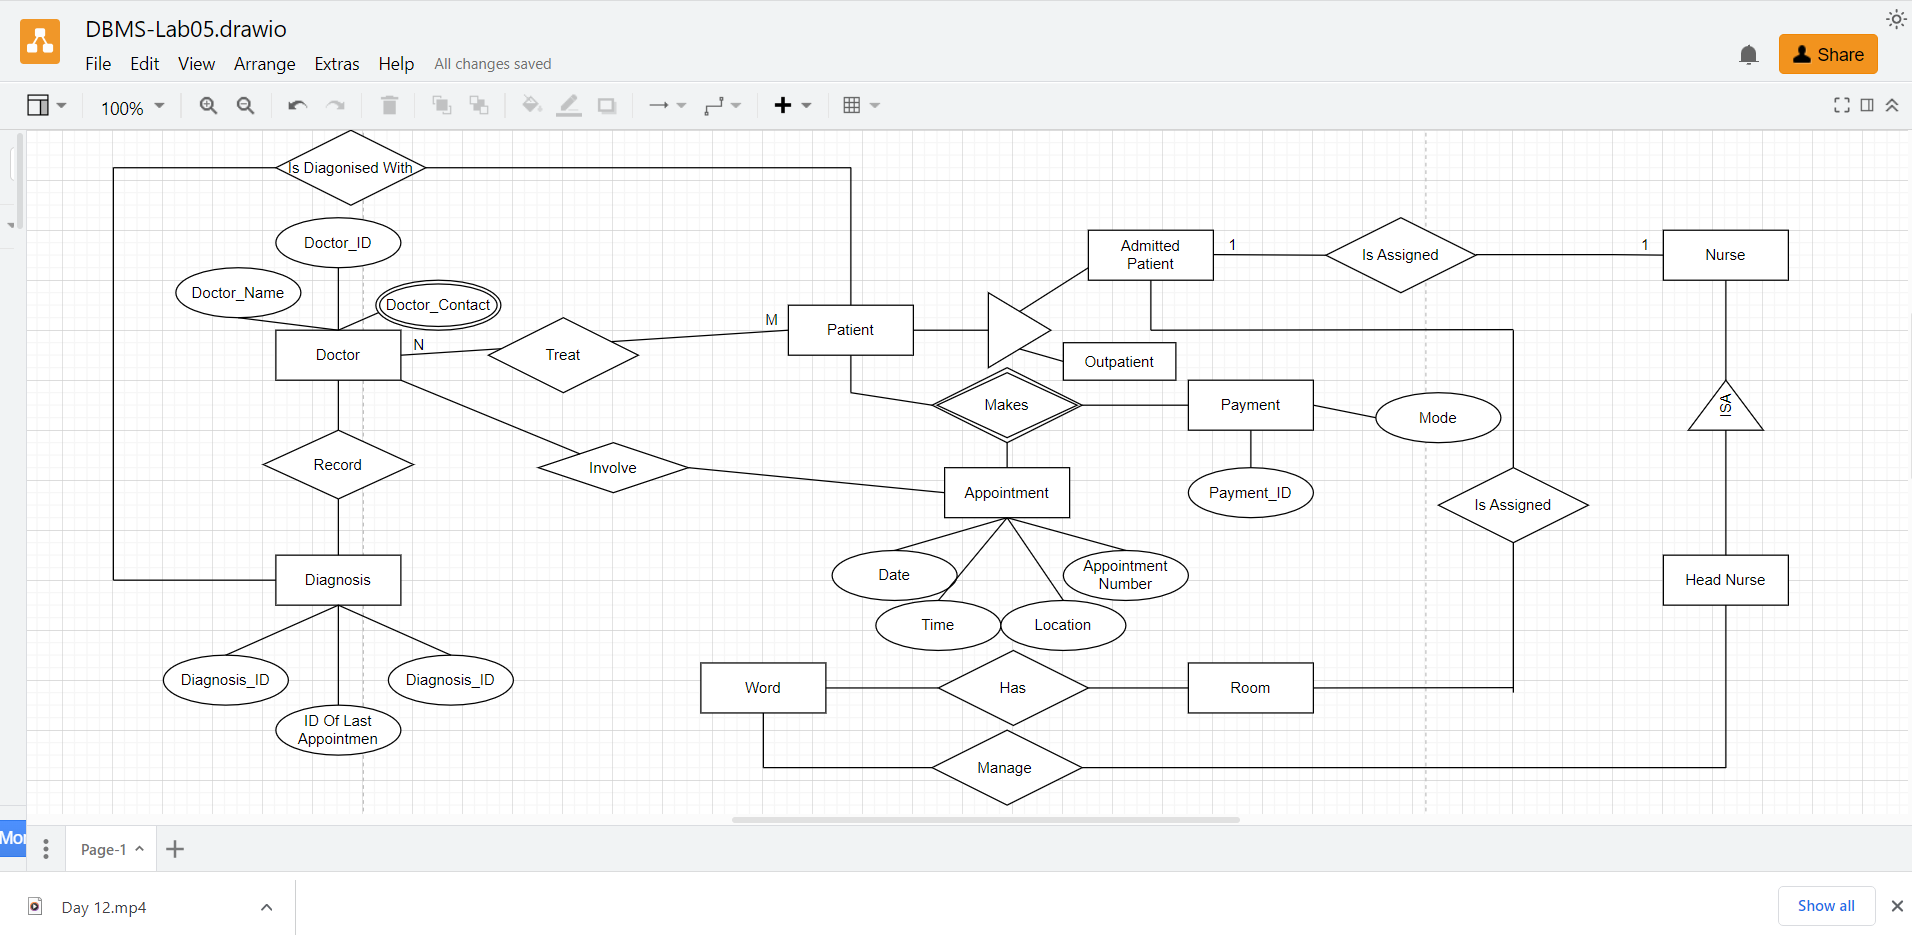 DBMS-Lab05.drawio
File Edit View Arrange Extras Help All changes saved
Share
100%
Is Diagonised With
Doctor_ID
Doctor_Name
Doctor_Contact
Doctor
N
Treat
M
Patient
Admitted
Patient
1
Is Assigned
1
Nurse
Outpatient
Makes
Payment
Mode
ISA
Record
Involve
Appointment
Payment_ID
Is Assigned
Diagnosis
Date
Appointment
Number
Head Nurse
Time
Location
Diagnosis_ID
Diagnosis_ID
ID Of Last
Appointmen
Word
Has
Room
Manage
Page-1
Day 12.mp4
Show all